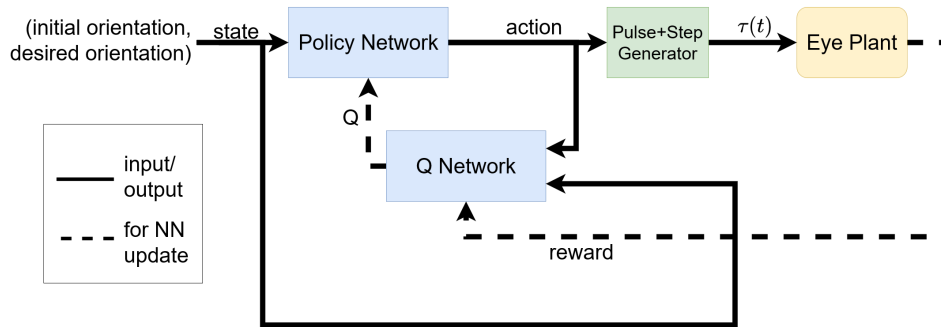 (initial orientation,
desired orientation)
state
Policy Network
action
Pulse+Step
Generator
τ(t)
Eye Plant
Q
Q Network
input/
output
for NN
update
reward